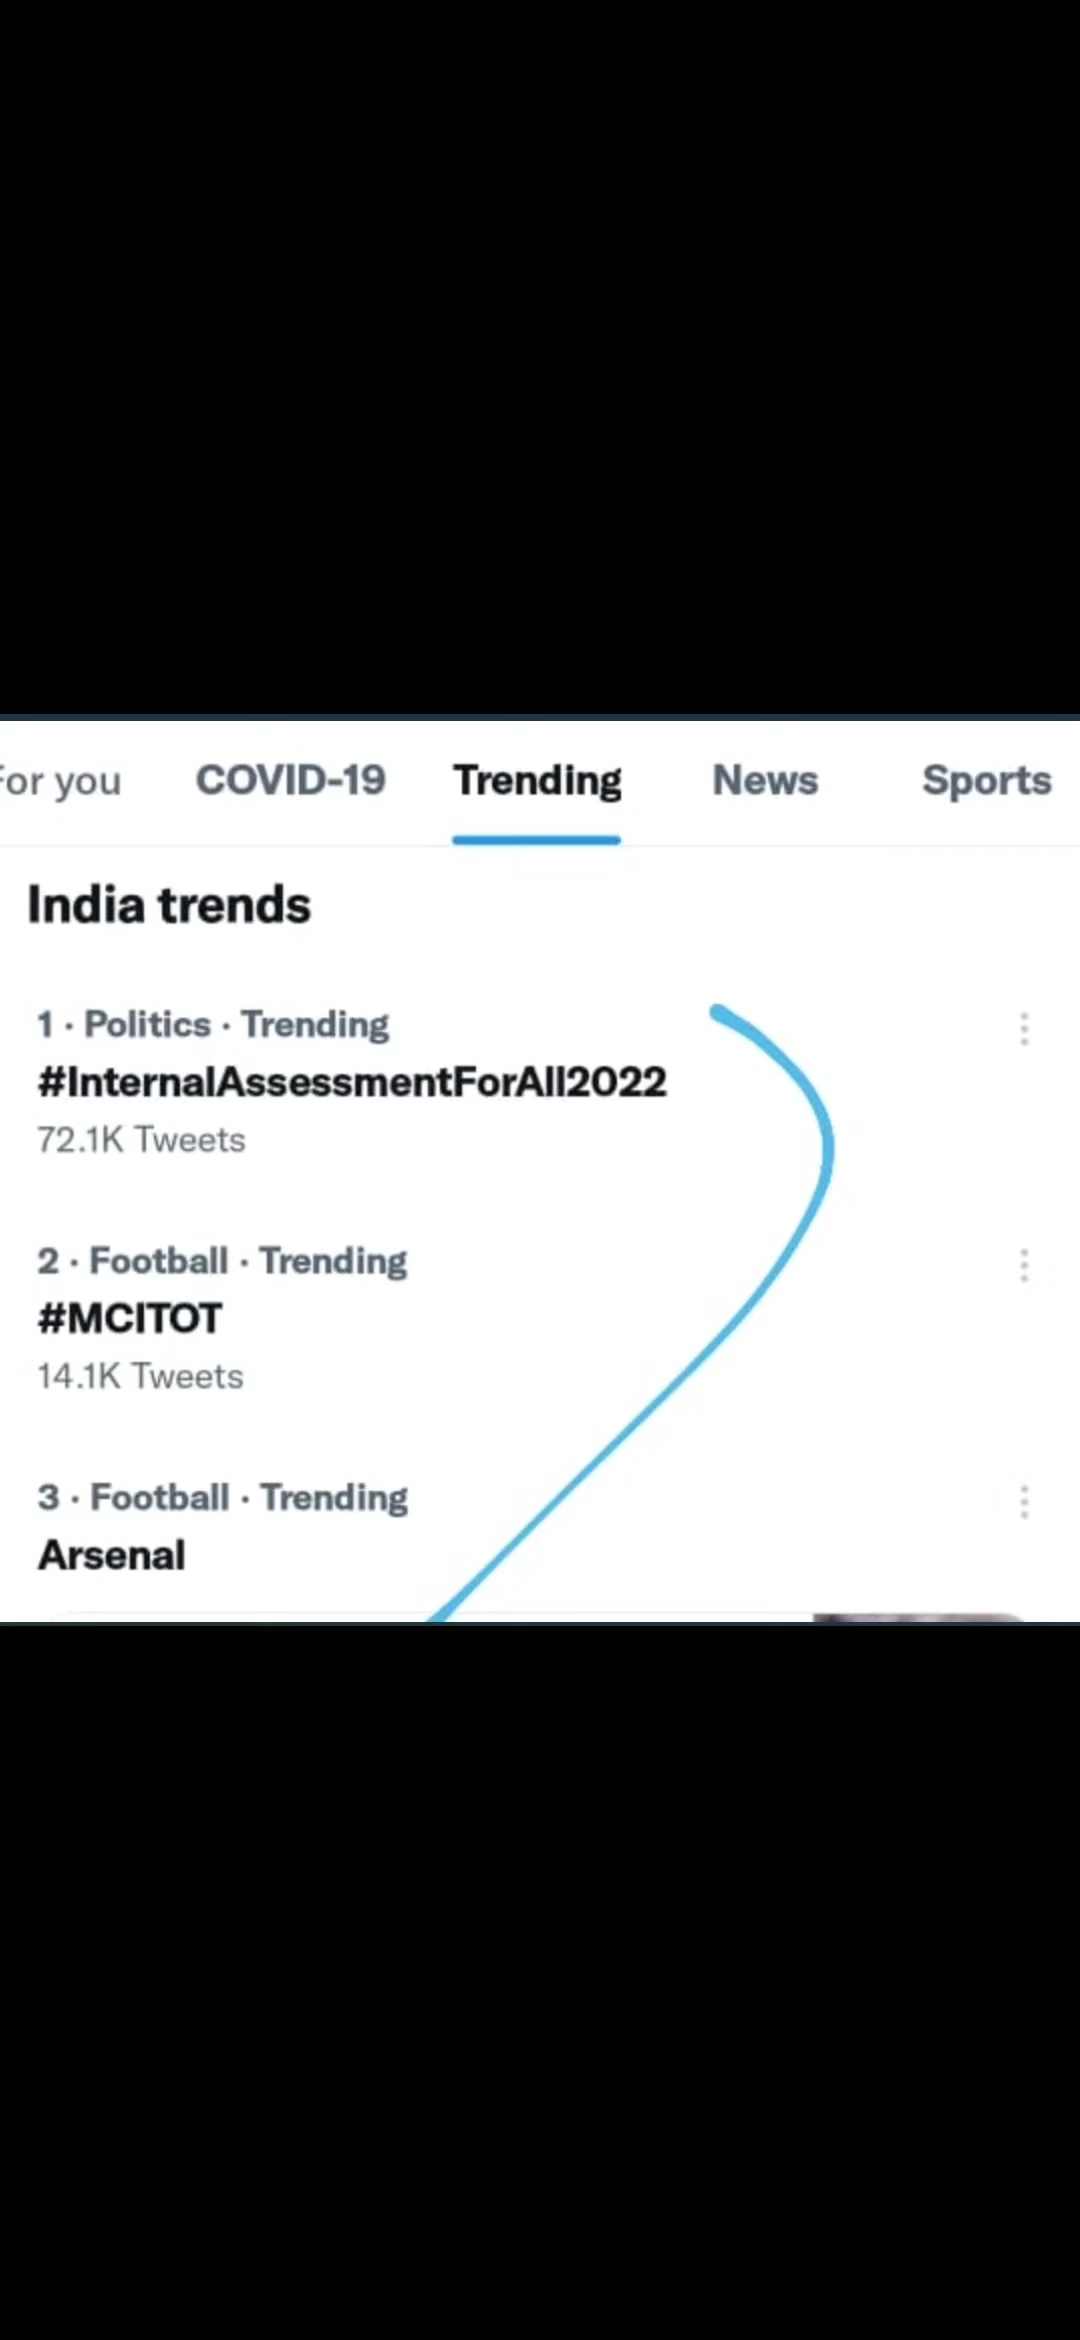 For you COVID-19 Trending News Sports
India trends
1 · Politics · Trending
#InternalAssessmentForAll2022
72.1K Tweets
2 · Football · Trending
#MCITOT
14.1K Tweets
3 · Football · Trending
Arsenal